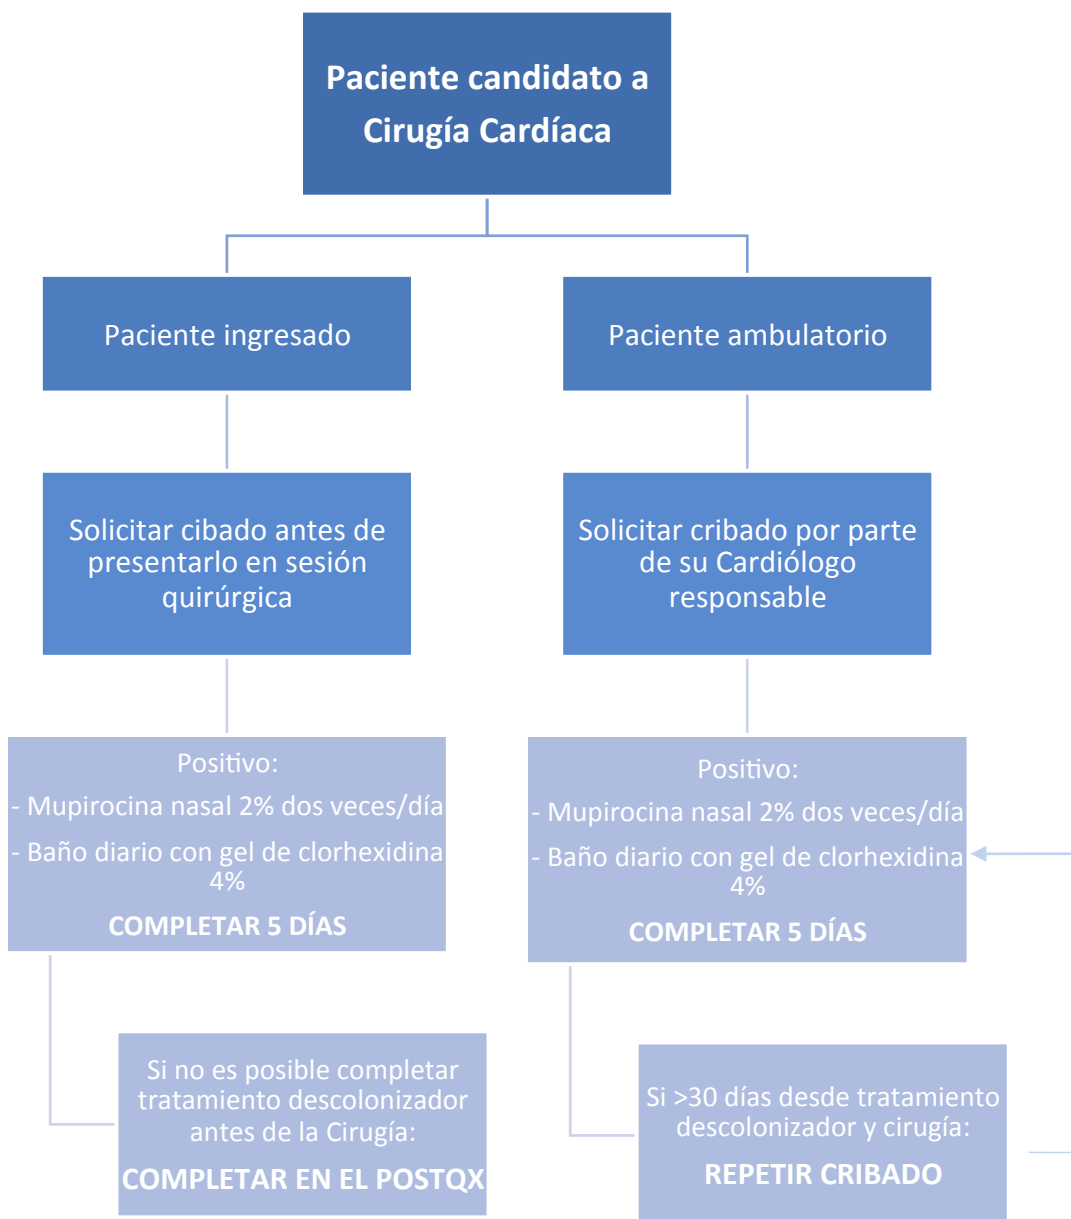 Paciente candidato a
Cirugía Cardíaca
Paciente ingresado
Paciente ambulatorio
Solicitar cibado antes de
presentarlo en sesión
quirúrgica
Solicitar cribado por parte
de su Cardiólogo
responsable
Positivo:
- Mupirocina nasal 2% dos veces/día
- Baño diario con gel de clorhexidina
4%
COMPLETAR 5 DÍAS
Positivo:
- Mupirocina nasal 2% dos veces/día
- Baño diario con gel de clorhexidina
4%
COMPLETAR 5 DÍAS
Si no es posible completar
tratamiento descolonizador
antes de la Cirugía:
COMPLETAR EN EL POSTQX
Si >30 días desde tratamiento
descolonizador y cirugía:
REPETIR CRIBADO